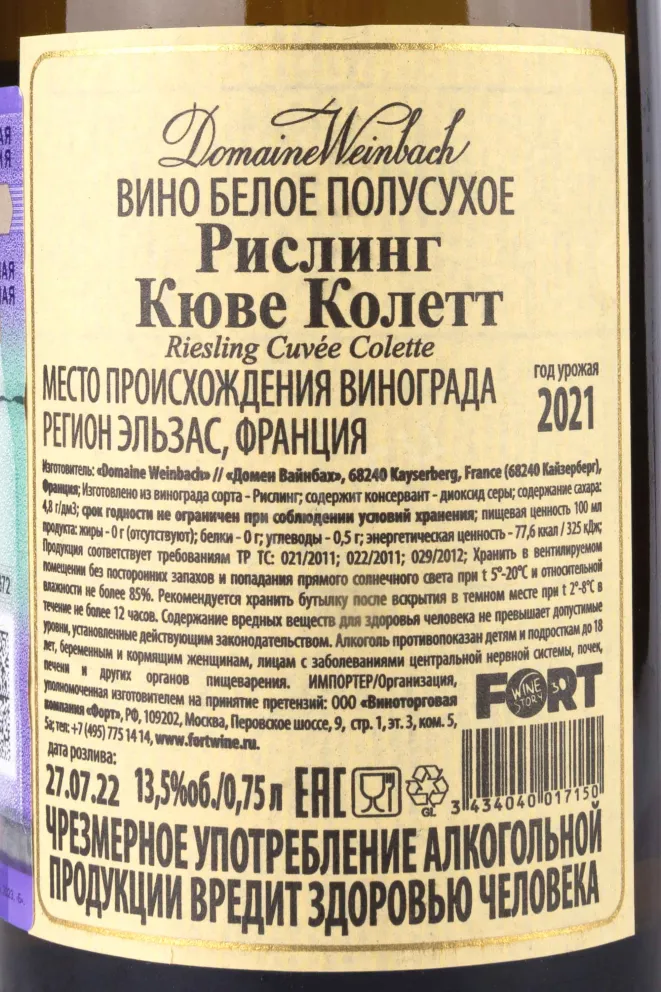 Domaine Weinbach
ВИНО БЕЛОЕ ПОЛУСУХОЕ
Рислинг
Кюве Колетт
Riesling Cuvée Colette
МЕСТО ПРОИСХОЖДЕНИЯ ВИНОГРАДА
РЕГИОН ЭЛЬЗАС, ФРАНЦИЯ
год урожая
2021
Изготовитель: «Domaine Weinbach» // «Домен Вайнбах», 68240 Kayserberg, France (68240 Кайзерберг),
Франция; Изготовлено из винограда сорта - Рислинг; содержит консервант - диоксид серы; содержание сахара:
4,8 г/дм3; срок годности не ограничен при соблюдении условий хранения; пищевая ценность 100 мл
продукта: жиры - 0 г (отсутствуют); белки - 0 г; углеводы - 0,5 г; энергетическая ценность - 77,6 ккал / 325 кДж;
Продукция соответствует требованиям ТР ТС: 021/2011; 022/2011; 029/2012; Хранить в вентилируемом
помещении без посторонних запахов и попадания прямого солнечного света при t 5°-20°С и относительной
влажности не более 85%. Рекомендуется хранить бутылку после вскрытия в темном месте при t 2°-8°С в
течение не более 12 часов. Содержание вредных веществ для здоровья человека не превышает допустимые
уровни, установленные действующим законодательством. Алкоголь противопоказан детям и подросткам до 18
лет, беременным и кормящим женщинам, лицам с заболеваниями центральной нервной системы, почек,
печени и других органов пищеварения. ИМПОРТЕР/Организация,
уполномоченная изготовителем на принятие претензий: ООО «Виноторговая
компания «Форт», РФ, 109202, Москва, Перовское шоссе, 9, стр. 1, эт. 3, ком. 5,
5а; тел: +7 (495) 775 14 14, www.fortwine.ru.
FORT
WINE
STORY
дата розлива:
27.07.22
13,5%об./0,75 л
EAC
GL
3 434040 017150
ЧРЕЗМЕРНОЕ УПОТРЕБЛЕНИЕ АЛКОГОЛЬНОЙ
ПРОДУКЦИИ ВРЕДИТ ЗДОРОВЬЮ ЧЕЛОВЕКА